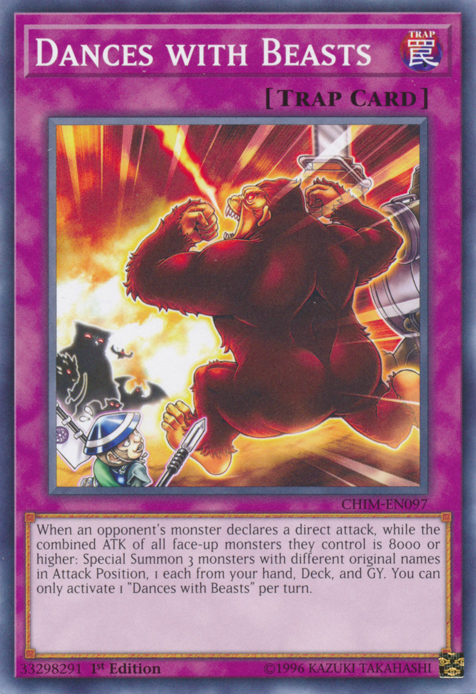 DANCES WITH BEASTS
TRAP
罠
[TRAP CARD]
CHIM-EN097
When an opponent's monster declares a direct attack, while the
combined ATK of all face-up monsters they control is 8000 or
higher: Special Summon 3 monsters with different original names
in Attack Position, 1 each from your hand, Deck, and GY. You can
only activate 1 "Dances with Beasts" per turn.
33298291 1st Edition ©1996 KAZUKI TAKAHASHI